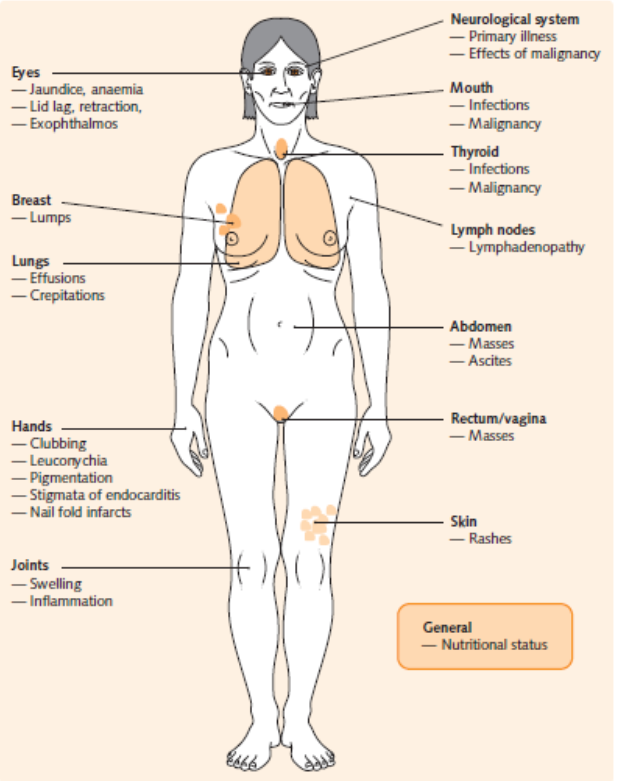 Neurological system
— Primary illness
— Effects of malignancy
Eyes
— Jaundice, anaemia
— Lid lag, retraction,
— Exophthalmos
Mouth
— Infections
— Malignancy
Thyroid
— Infections
— Malignancy
Breast
— Lumps
Lymph nodes
— Lymphadenopathy
Lungs
— Effusions
— Crepitations
Abdomen
— Masses
— Ascites
Rectum/vagina
— Masses
Hands
— Clubbing
— Leuconychia
— Pigmentation
— Stigmata of endocarditis
— Nail fold infarcts
Skin
— Rashes
Joints
— Swelling
— Inflammation
General
— Nutritional status